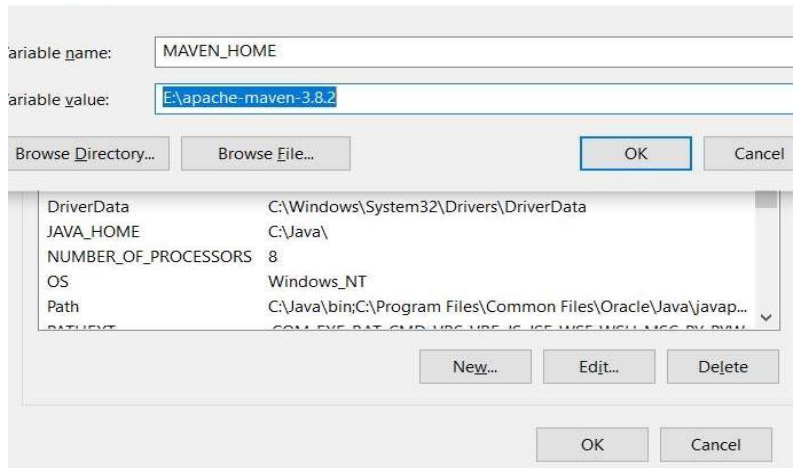 ariable name: MAVEN_HOME
ariable value: E:\apache-maven-3.8.2
Browse Directory... Browse File... OK Cancel
DriverData C:\Windows\System32\Drivers\DriverData
JAVA_HOME C:\Java\
NUMBER_OF_PROCESSORS 8
OS Windows_NT
Path C:\Java\bin;C:\Program Files\Common Files\Oracle\Java\javap...
New... Edit... Delete
OK Cancel